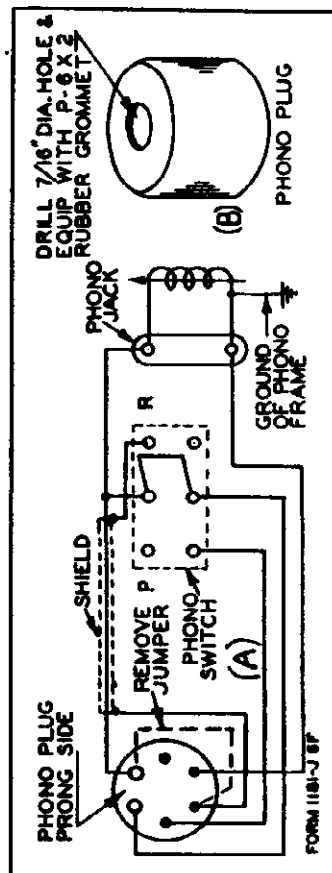 PHONO PLUG
PRONG SIDE
SHIELD
REMOVE
JUMPER
P
R
PHONO
SWITCH
(A)
PHONO
JACK
GROUND
OF PHONO
FRAME
DRILL 7/16" DIA. HOLE &
EQUIP WITH P-6X2
RUBBER GROMMET
(B)
PHONO PLUG
FORM 1181-J 6F